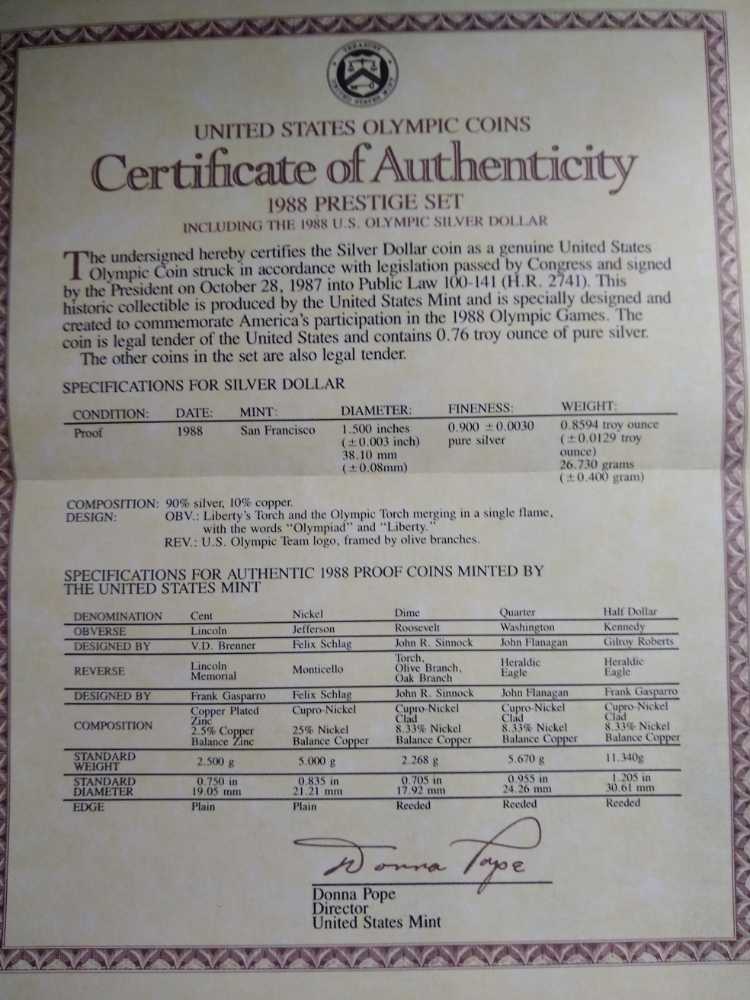 TREASURY
UNITED STATES MINT
UNITED STATES OLYMPIC COINS
Certificate of Authenticity
1988 PRESTIGE SET
INCLUDING THE 1988 U.S. OLYMPIC SILVER DOLLAR
The undersigned hereby certifies the Silver Dollar coin as a genuine United States
Olympic Coin struck in accordance with legislation passed by Congress and signed
by the President on October 28, 1987 into Public Law 100-141 (H.R. 2741). This
historic collectible is produced by the United States Mint and is specially designed and
created to commemorate America's participation in the 1988 Olympic Games. The
coin is legal tender of the United States and contains 0.76 troy ounce of pure silver.
The other coins in the set are also legal tender.
SPECIFICATIONS FOR SILVER DOLLAR
CONDITION: DATE: MINT: DIAMETER: FINENESS: WEIGHT:
Proof 1988 San Francisco 1.500 inches 0.900 ±0.0030 0.8594 troy ounce
(±0.003 inch) pure silver (±0.0129 troy
38.10 mm ounce)
(±0.08mm) 26.730 grams
(±0.400 gram)
COMPOSITION: 90% silver, 10% copper.
DESIGN: OBV.: Liberty's Torch and the Olympic Torch merging in a single flame,
with the words "Olympiad" and "Liberty."
REV.: U.S. Olympic Team logo, framed by olive branches.
SPECIFICATIONS FOR AUTHENTIC 1988 PROOF COINS MINTED BY
THE UNITED STATES MINT
DENOMINATION Cent Nickel Dime Quarter Half Dollar
OBVERSE Lincoln Jefferson Roosevelt Washington Kennedy
DESIGNED BY V.D. Brenner Felix Schlag John R. Sinnock John Flanagan Gilroy Roberts
Torch,
REVERSE Lincoln Monticello Olive Branch, Heraldic Heraldic
Memorial Oak Branch Eagle Eagle
DESIGNED BY Frank Gasparro Felix Schlag John R. Sinnock John Flanagan Frank Gasparro
Copper Plated Cupro-Nickel Cupro-Nickel Cupro-Nickel Cupro-Nickel
Zinc Clad Clad Clad
COMPOSITION 2.5% Copper 25% Nickel 8.33% Nickel 8.33% Nickel 8.33% Nickel
Balance Zinc Balance Copper Balance Copper Balance Copper Balance Copper
STANDARD
WEIGHT 2.500 g 5.000 g 2.268 g 5.670 g 11.340g
STANDARD 0.750 in 0.835 in 0.705 in 0.955 in 1.205 in
DIAMETER 19.05 mm 21.21 mm 17.92 mm 24.26 mm 30.61 mm
EDGE Plain Plain Reeded Reeded Reeded
Donna Pope
Donna Pope
Director
United States Mint